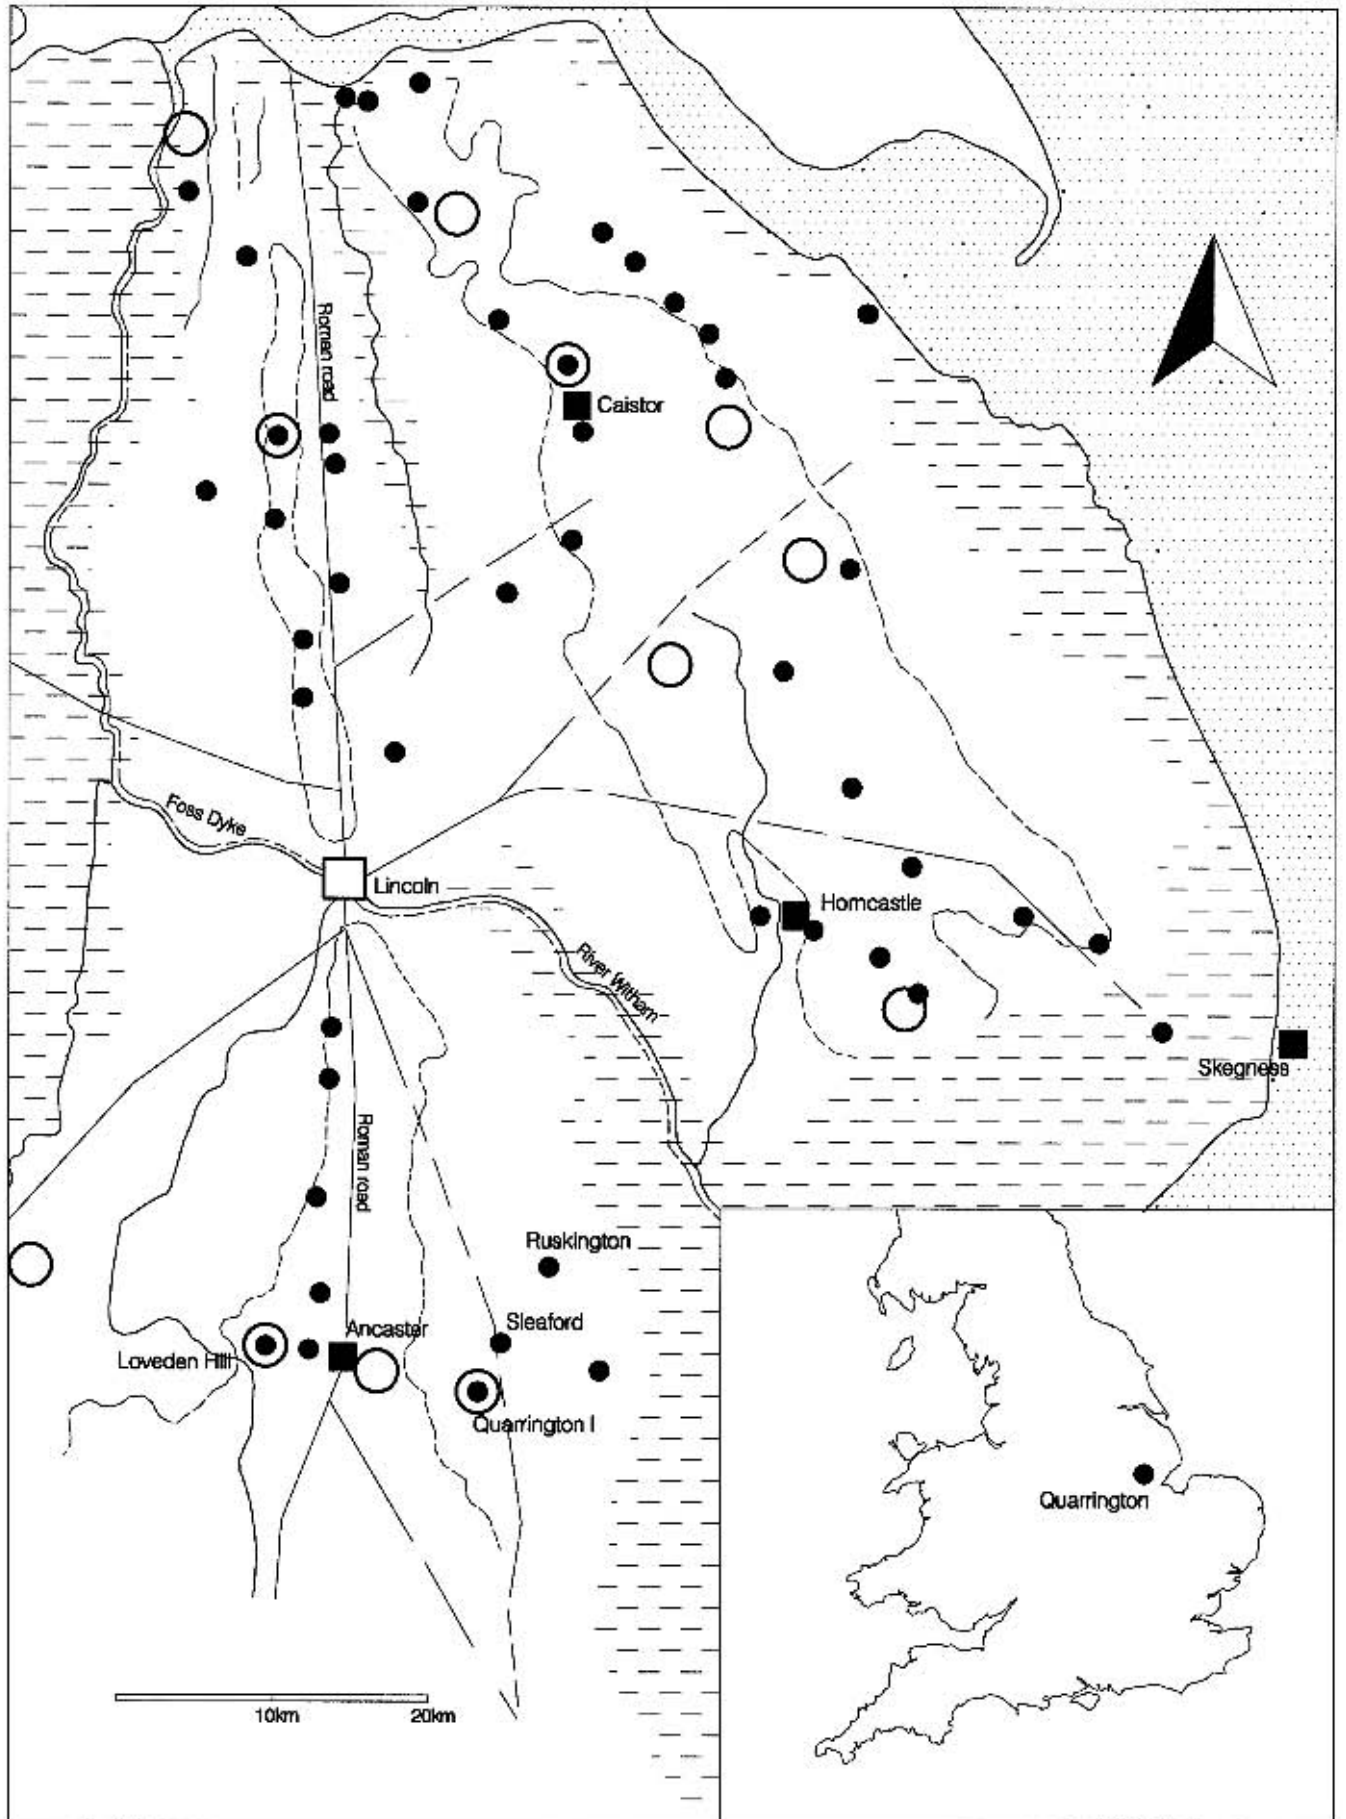 Roman road
Caistor
Foss Dyke
Lincoln
Horncastle
River Witham
Skegness
Roman road
Ruskington
Sleaford
Ancaster
Loveden Hill
Quarrington I
Quarrington
10km
20km